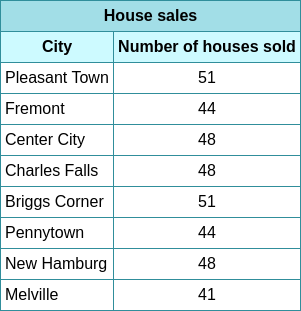 House sales
City Number of houses sold
Pleasant Town 51
Fremont 44
Center City 48
Charles Falls 48
Briggs Corner 51
Pennytown 44
New Hamburg 48
Melville 41